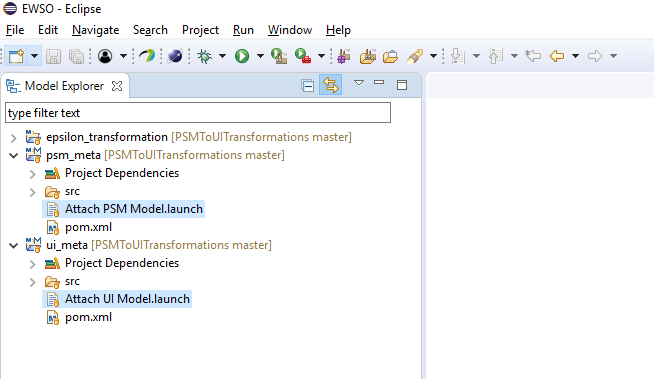 EWSO - Eclipse
File Edit Navigate Search Project Run Window Help
Model Explorer
type filter text
epsilon_transformation [PSMToUITransformations master]
psm_meta [PSMToUITransformations master]
Project Dependencies
src
Attach PSM Model.launch
pom.xml
ui_meta [PSMToUITransformations master]
Project Dependencies
src
Attach UI Model.launch
pom.xml